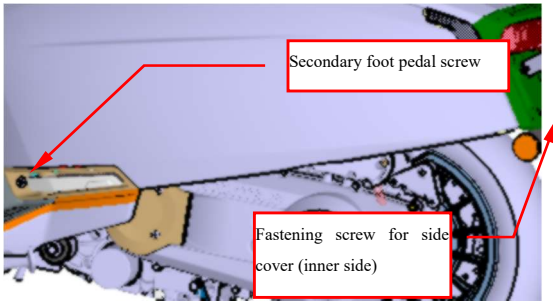 Secondary foot pedal screw
Fastening screw for side
cover (inner side)